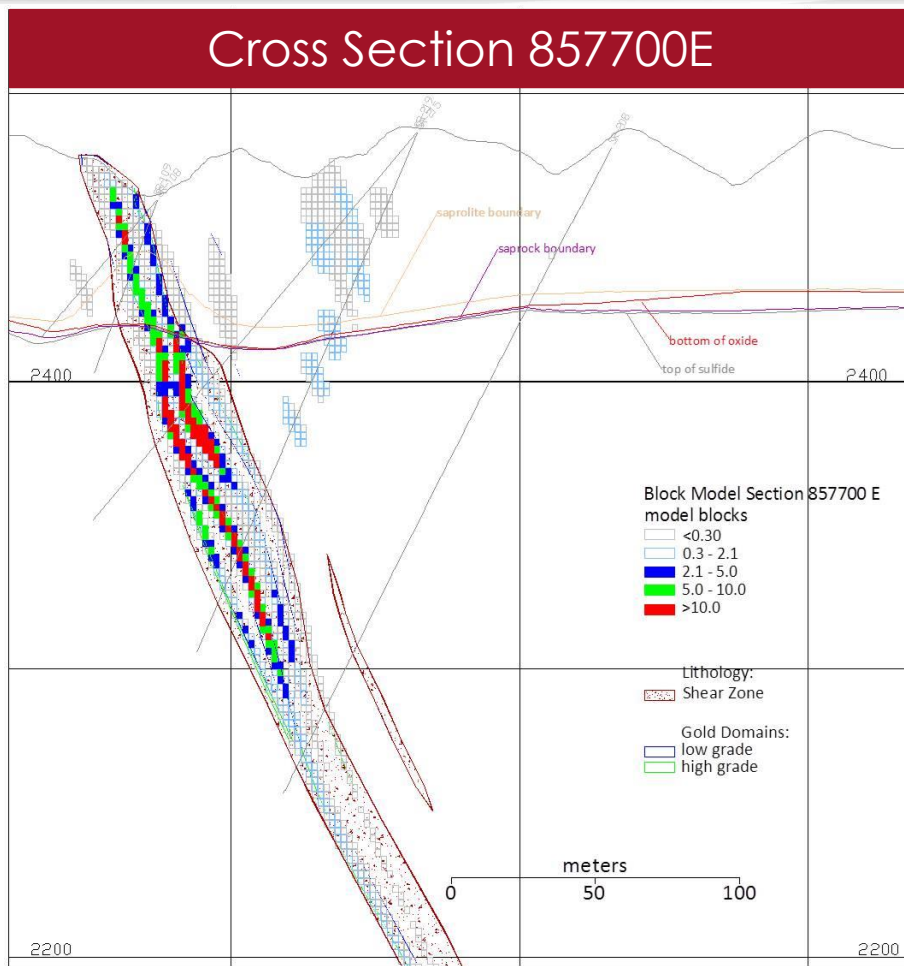 Cross Section 857700E
saprolite boundary
saprock boundary
bottom of oxide
top of sulfide
2400
2400
Block Model Section 857700 E
model blocks
<0.30
0.3 - 2.1
2.1 - 5.0
5.0 - 10.0
>10.0
Lithology:
Shear Zone
Gold Domains:
low grade
high grade
meters
0
50
100
2200
2200